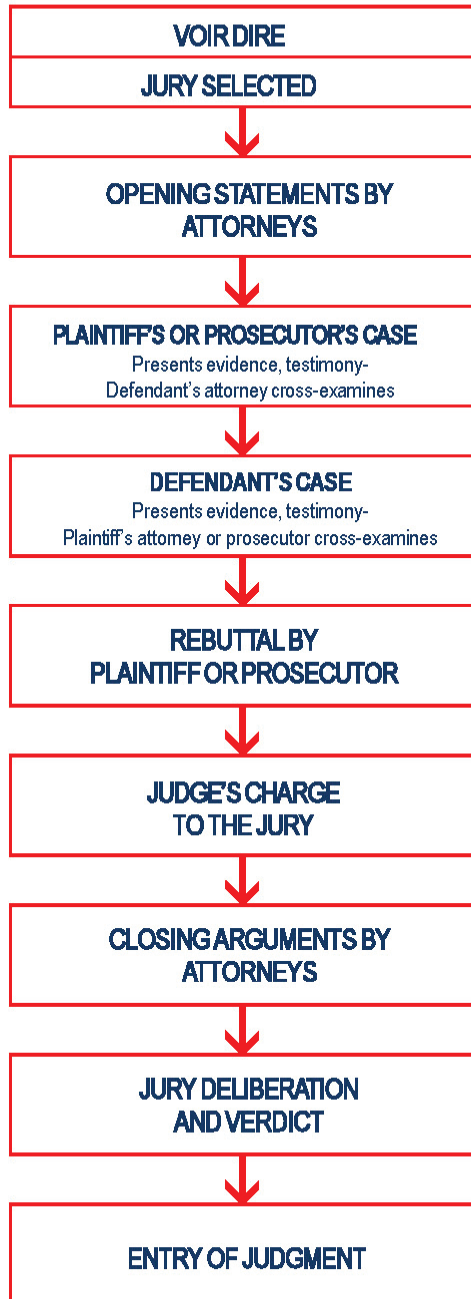 VOIR DIRE
JURY SELECTED
OPENING STATEMENTS BY
ATTORNEYS
PLAINTIFF'S OR PROSECUTOR'S CASE
Presents evidence, testimony-
Defendant's attorney cross-examines
DEFENDANT'S CASE
Presents evidence, testimony-
Plaintiff's attorney or prosecutor cross-examines
REBUTTAL BY
PLAINTIFF OR PROSECUTOR
JUDGE'S CHARGE
TO THE JURY
CLOSING ARGUMENTS BY
ATTORNEYS
JURY DELIBERATION
AND VERDICT
ENTRY OF JUDGMENT